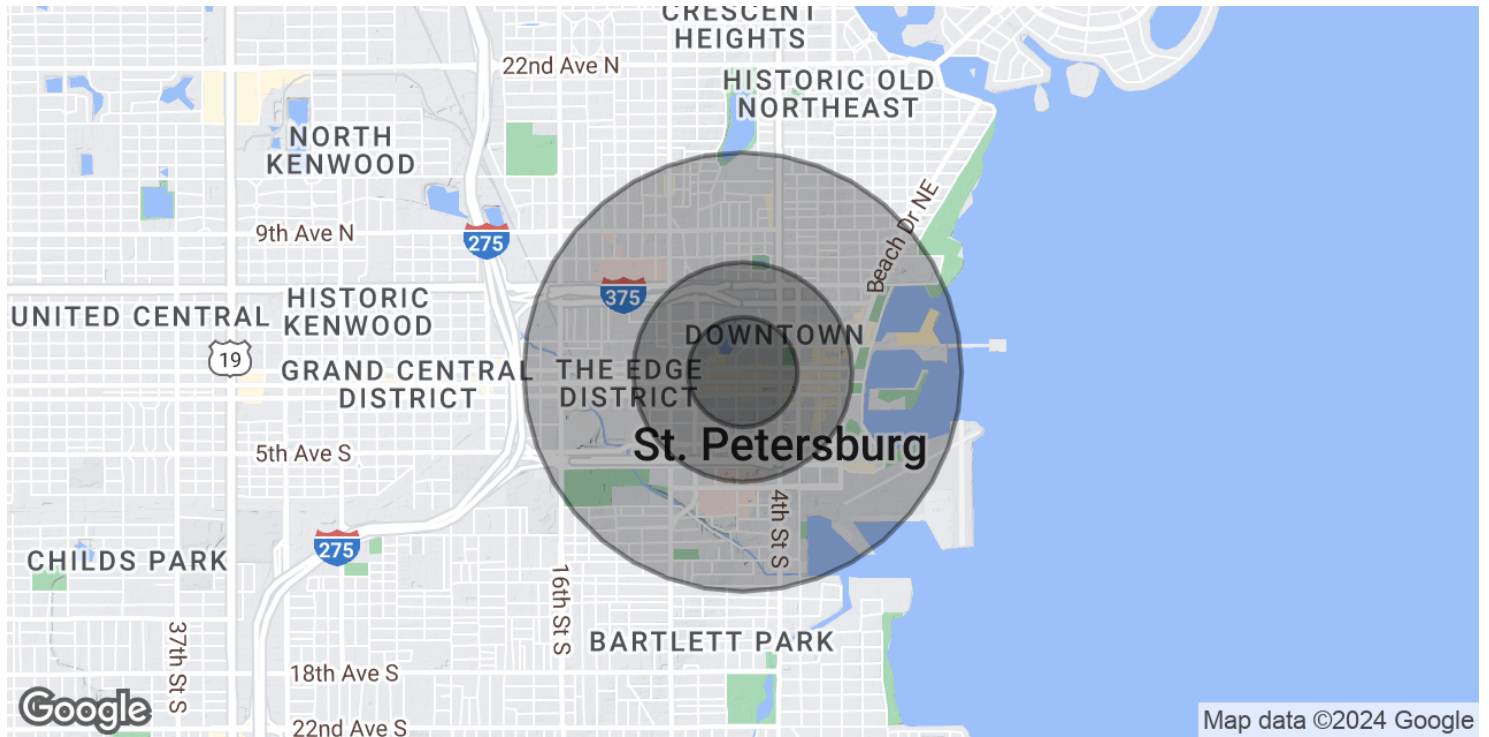 CRESCENT
HEIGHTS
22nd Ave N
HISTORIC OLD
NORTHEAST
NORTH
KENWOOD
Beach Dr NE
9th Ave N
275
375
HISTORIC
KENWOOD
UNITED CENTRAL
DOWNTOWN
19
GRAND CENTRAL
DISTRICT
THE EDGE
DISTRICT
St. Petersburg
5th Ave S
4th St S
275
CHILDS PARK
16th St S
37th St S
BARTLETT PARK
18th Ave S
22nd Ave S
Google
Map data ©2024 Google